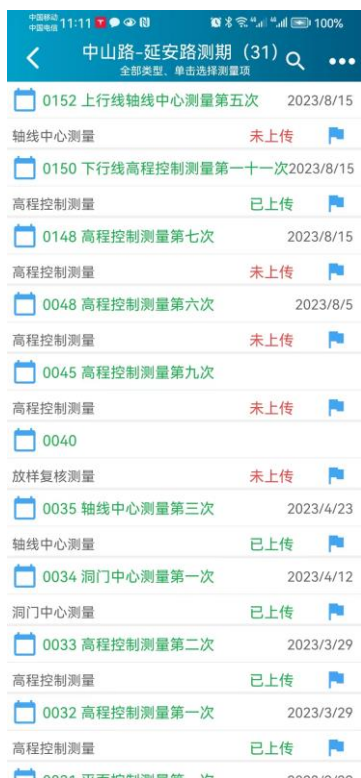 中国移动
中国电信 11:11 100%
中山路-延安路测期（31）
全部类型、单击选择测量项
0152 上行线轴线中心测量第五次 2023/8/15
轴线中心测量 未上传
0150 下行线高程控制测量第一十一次2023/8/15
高程控制测量 已上传
0148 高程控制测量第七次 2023/8/15
高程控制测量 未上传
0048 高程控制测量第六次 2023/8/5
高程控制测量 未上传
0045 高程控制测量第九次
高程控制测量 未上传
0040
放样复核测量 未上传
0035 轴线中心测量第三次 2023/4/23
轴线中心测量 已上传
0034 洞门中心测量第一次 2023/4/12
洞门中心测量 已上传
0033 高程控制测量第二次 2023/3/29
高程控制测量 已上传
0032 高程控制测量第一次 2023/3/29
高程控制测量 已上传